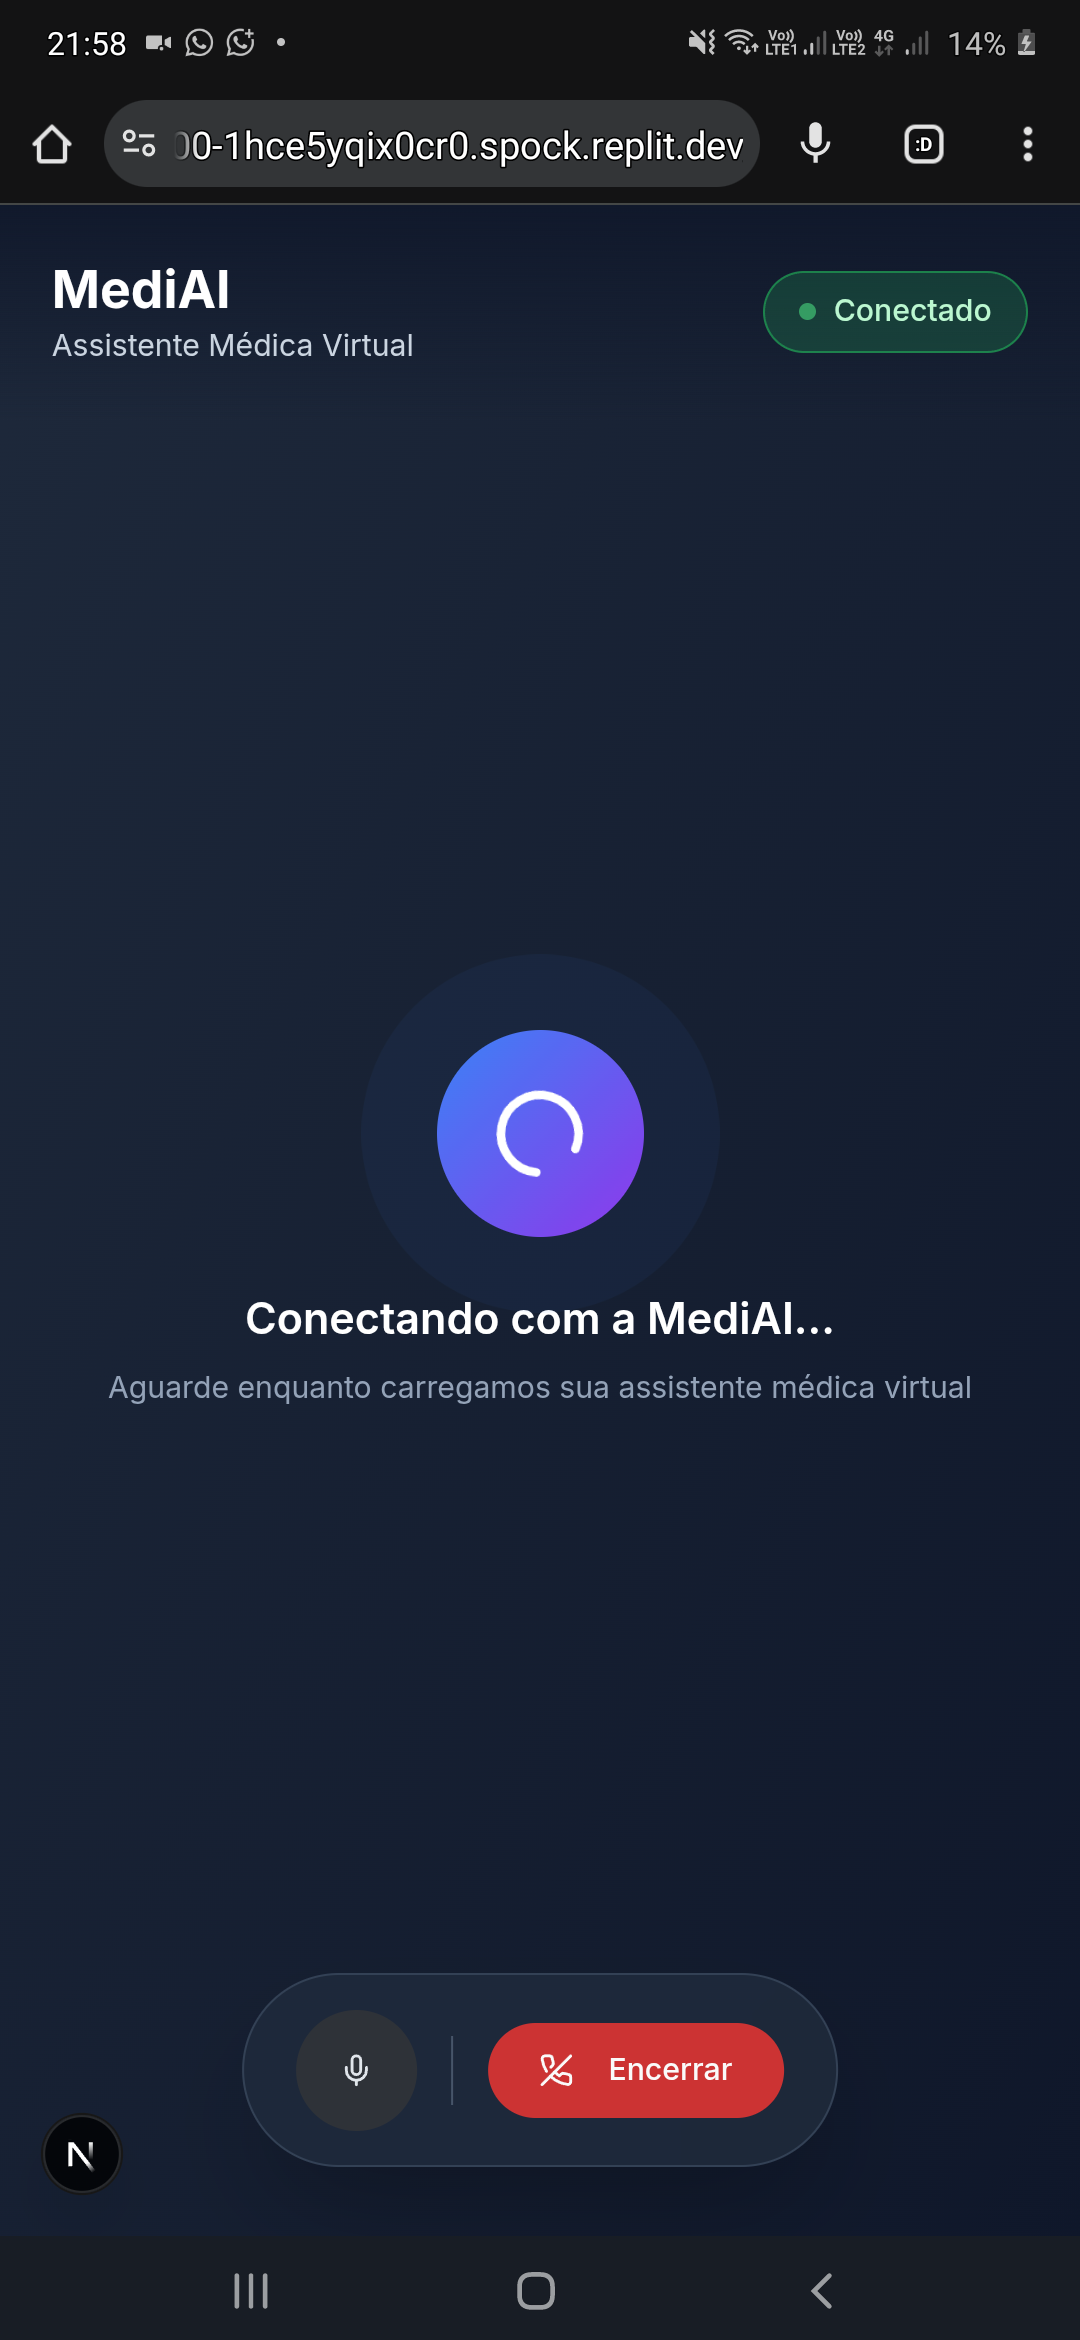 21:58
Vo)) LTE1 Vo)) LTE2 4G 14%
00-1hce5yqix0cr0.spock.replit.dev
:D
MediAI
Assistente Médica Virtual
Conectado
Conectando com a MediAI...
Aguarde enquanto carregamos sua assistente médica virtual
Encerrar
N